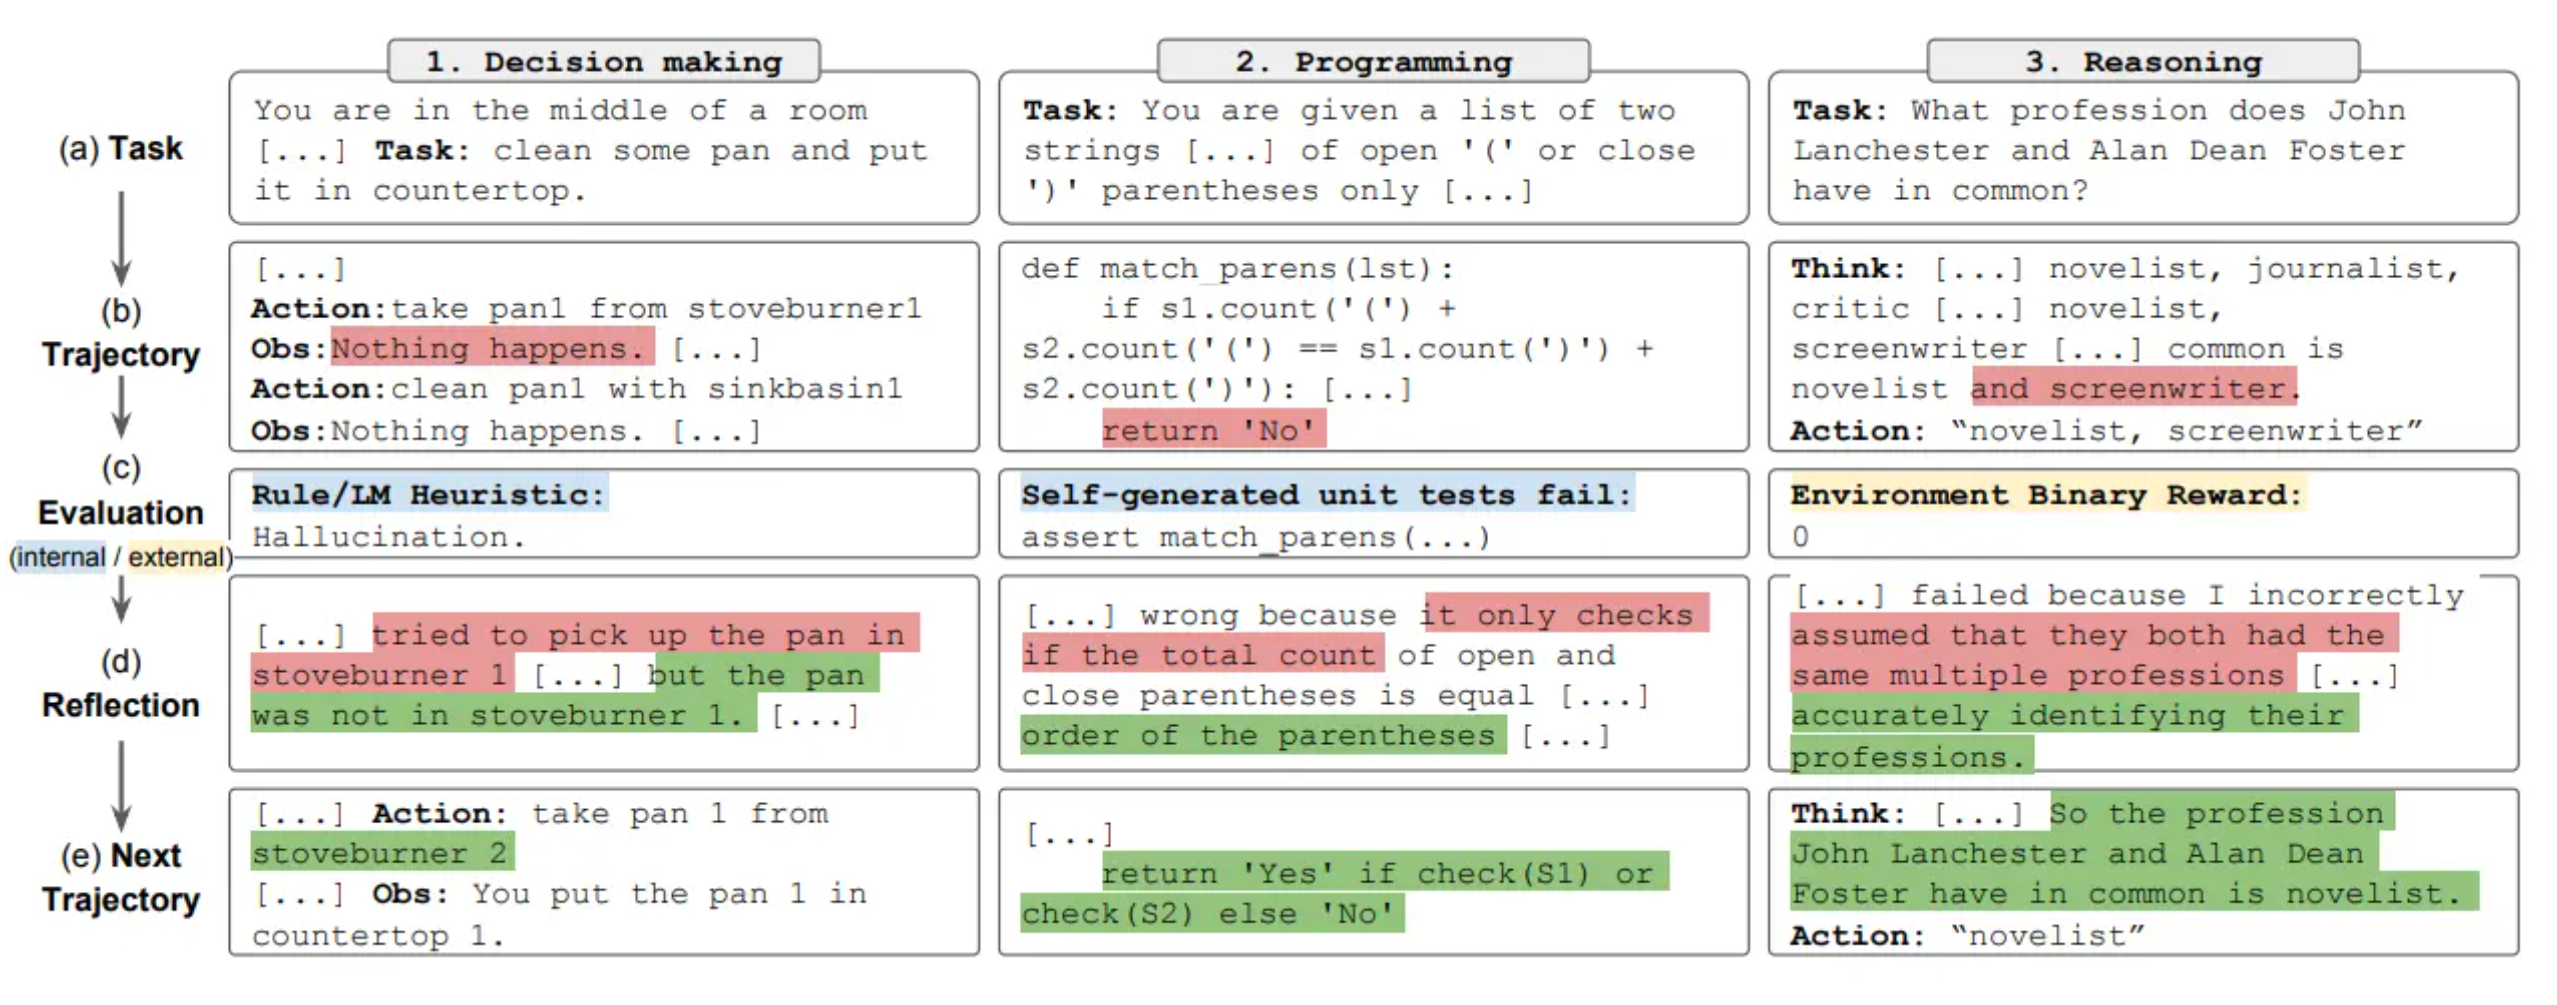 1. Decision making
2. Programming
3. Reasoning
(a) Task
You are in the middle of a room
[...] Task: clean some pan and put
it in countertop.
Task: You are given a list of two
strings [...] of open '(' or close
')' parentheses only [...]
Task: What profession does John
Lanchester and Alan Dean Foster
have in common?
(b)
Trajectory
[...]
Action:take pan1 from stoveburner1
Obs:Nothing happens. [...]
Action:clean pan1 with sinkbasin1
Obs:Nothing happens. [...]
def match_parens(lst):
    if s1.count('(') +
s2.count('(') == s1.count(')') +
s2.count(')'): [...]
    return 'No'
Think: [...] novelist, journalist,
critic [...] novelist,
screenwriter [...] common is
novelist and screenwriter.
Action: “novelist, screenwriter”
(c)
Evaluation
(internal / external)
Rule/LM Heuristic:
Hallucination.
Self-generated unit tests fail:
assert match_parens(...)
Environment Binary Reward:
0
(d)
Reflection
[...] tried to pick up the pan in
stoveburner 1 [...] but the pan
was not in stoveburner 1. [...]
[...] wrong because it only checks
if the total count of open and
close parentheses is equal [...]
order of the parentheses [...]
[...] failed because I incorrectly
assumed that they both had the
same multiple professions [...]
accurately identifying their
professions.
(e) Next
Trajectory
[...] Action: take pan 1 from
stoveburner 2
[...] Obs: You put the pan 1 in
countertop 1.
[...]
    return 'Yes' if check(S1) or
check(S2) else 'No'
Think: [...] So the profession
John Lanchester and Alan Dean
Foster have in common is novelist.
Action: “novelist”